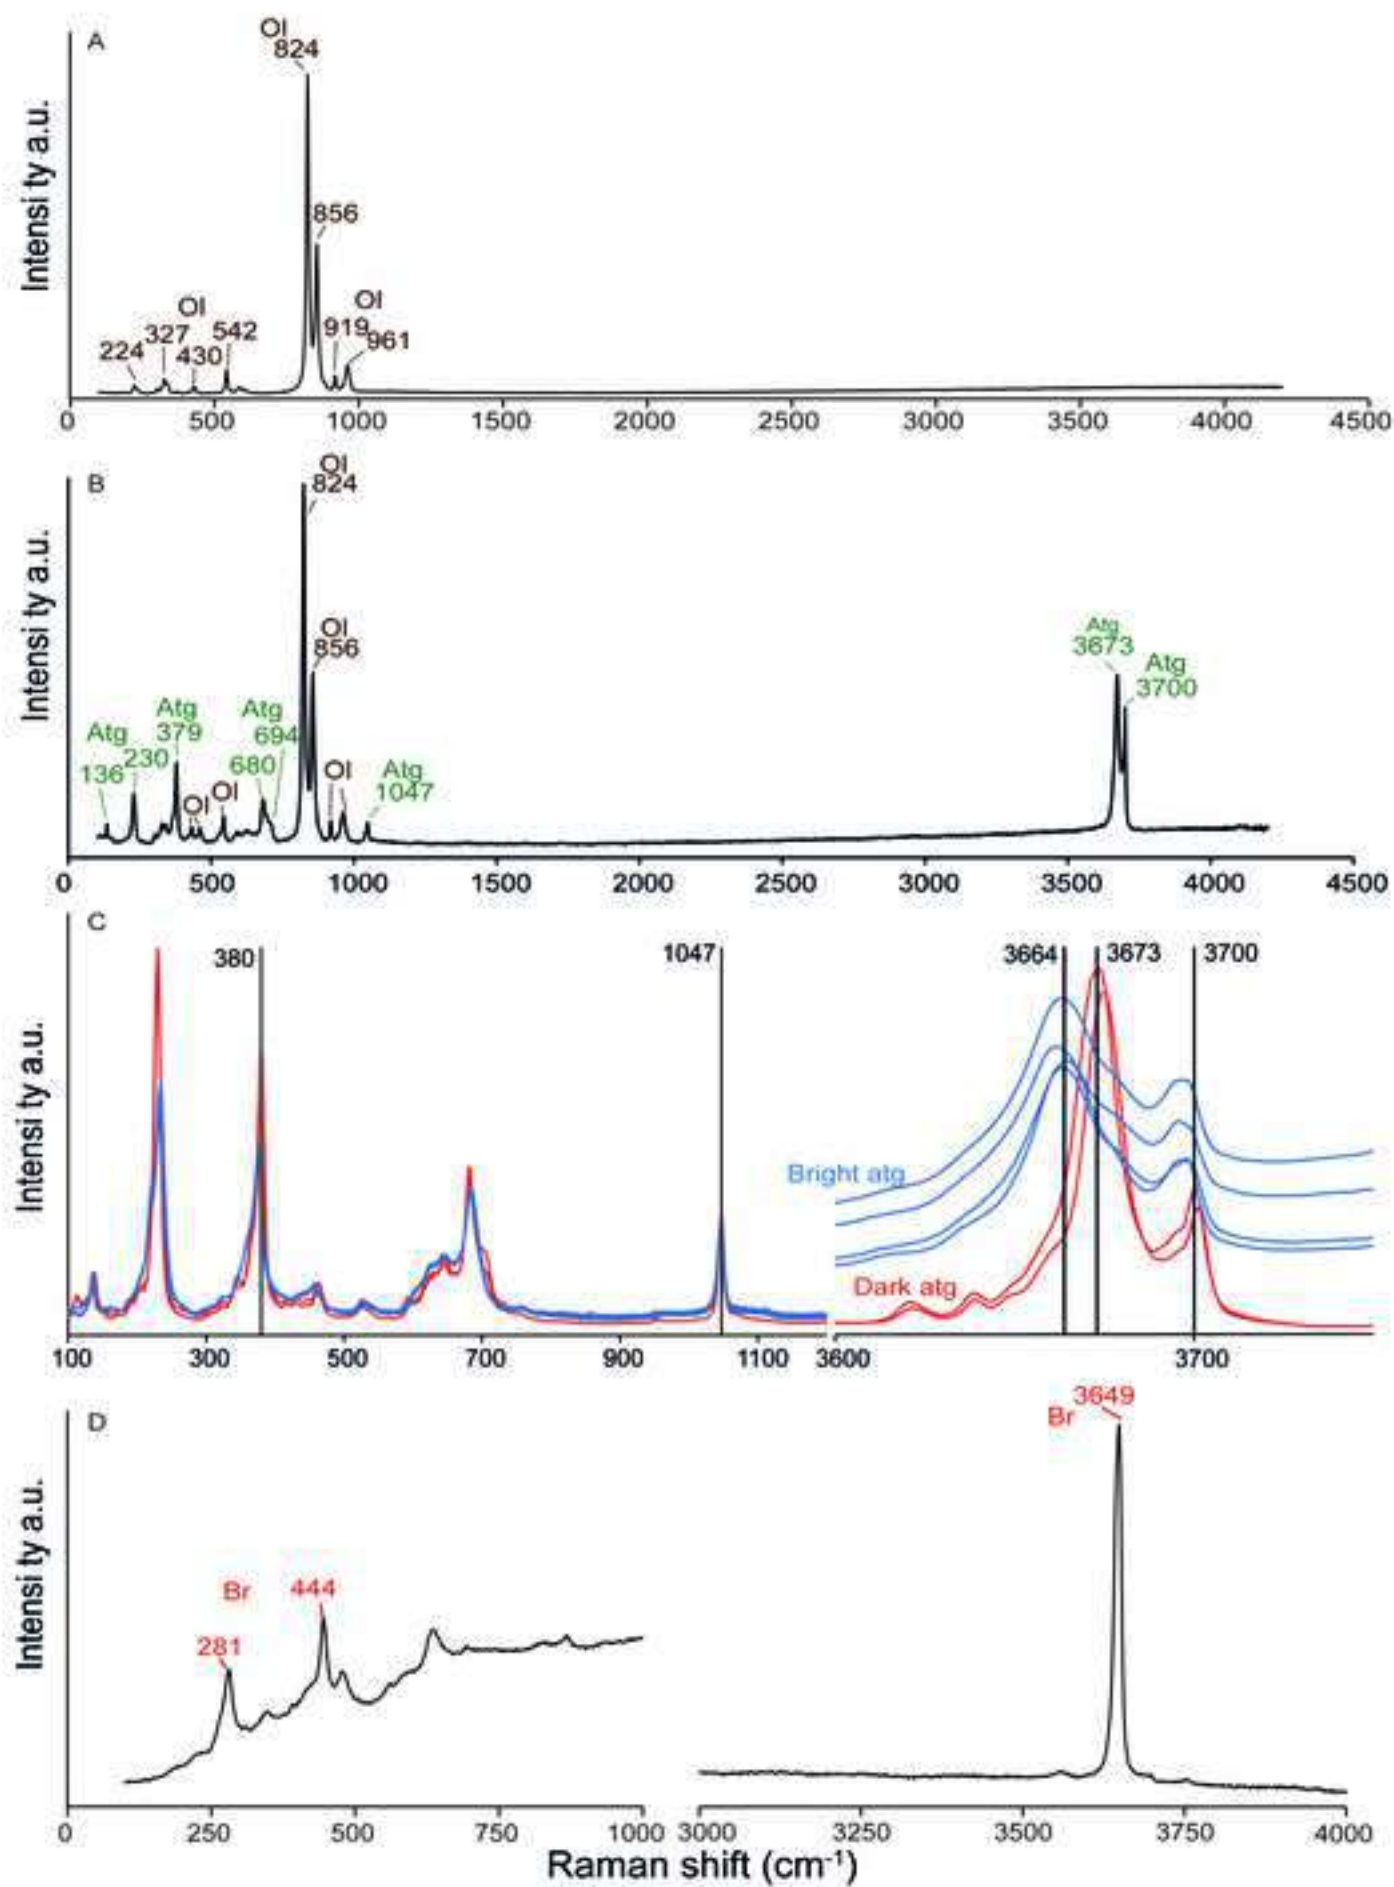 A
Ol
824
856
Ol
919
961
Ol
327
542
224
430
Intensi ty a.u.
0 500 1000 1500 2000 2500 3000 3500 4000 4500
B
Ol
824
Ol
856
Atg
3673
Atg
3700
Atg
379
Atg
694
Atg
136
230
680
Ol
Ol
Ol
Atg
1047
Intensi ty a.u.
0 500 1000 1500 2000 2500 3000 3500 4000 4500
C
380
1047
3664
3673
3700
Bright atg
Dark atg
Intensi ty a.u.
100 300 500 700 900 1100 3600 3700
D
3649
Br
Br
444
281
Intensi ty a.u.
0 250 500 750 1000 3000 3250 3500 3750 4000
Raman shift (cm⁻¹)